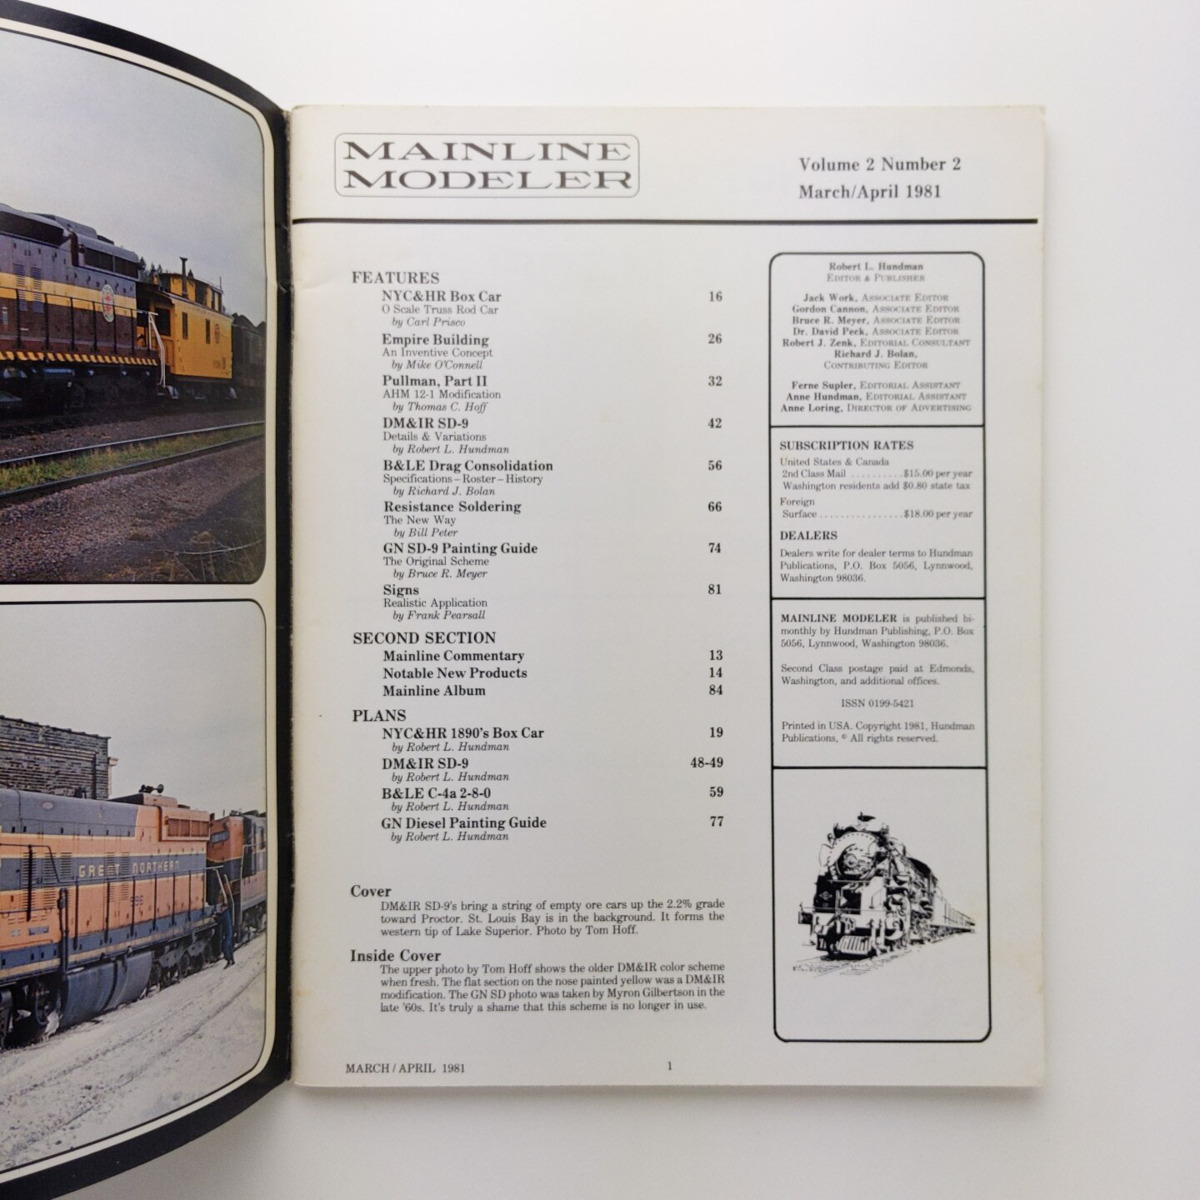 GREAT NORTHERN
MAINLINE
MODELER
Volume 2 Number 2
March/April 1981
FEATURES
NYC&HR Box Car 16
O Scale Truss Rod Car
by Carl Prisco
Empire Building 26
An Inventive Concept
by Mike O'Connell
Pullman, Part II 32
AHM 12-1 Modification
by Thomas C. Hoff
DM&IR SD-9 42
Details & Variations
by Robert L. Hundman
B&LE Drag Consolidation 56
Specifications – Roster – History
by Richard J. Bolan
Resistance Soldering 66
The New Way
by Bill Peter
GN SD-9 Painting Guide 74
The Original Scheme
by Bruce R. Meyer
Signs 81
Realistic Application
by Frank Pearsall
SECOND SECTION
Mainline Commentary 13
Notable New Products 14
Mainline Album 84
PLANS
NYC&HR 1890's Box Car 19
by Robert L. Hundman
DM&IR SD-9 48-49
by Robert L. Hundman
B&LE C-4a 2-8-0 59
by Robert L. Hundman
GN Diesel Painting Guide 77
by Robert L. Hundman
Cover
DM&IR SD-9's bring a string of empty ore cars up the 2.2% grade
toward Proctor. St. Louis Bay is in the background. It forms the
western tip of Lake Superior. Photo by Tom Hoff.
Inside Cover
The upper photo by Tom Hoff shows the older DM&IR color scheme
when fresh. The flat section on the nose painted yellow was a DM&IR
modification. The GN SD photo was taken by Myron Gilbertson in the
late '60s. It's truly a shame that this scheme is no longer in use.
Robert L. Hundman
EDITOR & PUBLISHER
Jack Work, ASSOCIATE EDITOR
Gordon Cannon, ASSOCIATE EDITOR
Bruce R. Meyer, ASSOCIATE EDITOR
Dr. David Peck, ASSOCIATE EDITOR
Robert J. Zenk, EDITORIAL CONSULTANT
Richard J. Bolan,
CONTRIBUTING EDITOR
Ferne Supler, EDITORIAL ASSISTANT
Anne Hundman, EDITORIAL ASSISTANT
Anne Loring, DIRECTOR OF ADVERTISING
SUBSCRIPTION RATES
United States & Canada
2nd Class Mail ..........$15.00 per year
Washington residents add $0.80 state tax
Foreign
Surface................$18.00 per year
DEALERS
Dealers write for dealer terms to Hundman
Publications, P.O. Box 5056, Lynnwood,
Washington 98036.
MAINLINE MODELER is published bi-
monthly by Hundman Publishing, P.O. Box
5056, Lynnwood, Washington 98036.
Second Class postage paid at Edmonds,
Washington, and additional offices.
ISSN 0199-5421
Printed in USA. Copyright 1981, Hundman
Publications, © All rights reserved.
MARCH / APRIL 1981 1